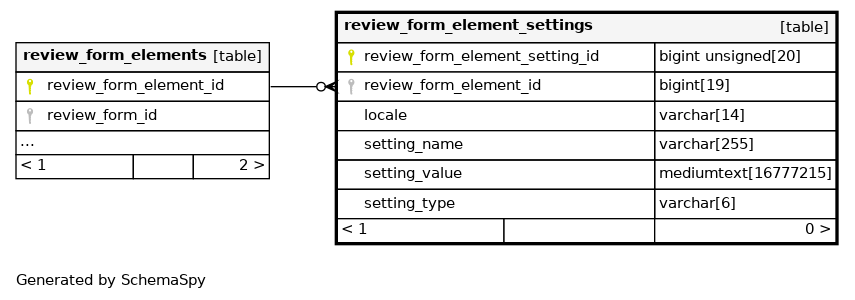 review_form_elements [table]
review_form_element_id
review_form_id
...
< 1 2 >
review_form_element_settings [table]
review_form_element_setting_id bigint unsigned[20]
review_form_element_id bigint[19]
locale varchar[14]
setting_name varchar[255]
setting_value mediumtext[16777215]
setting_type varchar[6]
< 1 0 >
Generated by SchemaSpy